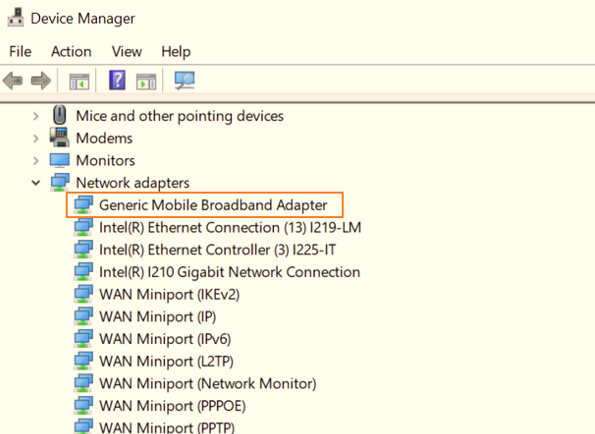 Device Manager
File Action View Help
Mice and other pointing devices
Modems
Monitors
Network adapters
Generic Mobile Broadband Adapter
Intel(R) Ethernet Connection (13) I219-LM
Intel(R) Ethernet Controller (3) I225-IT
Intel(R) I210 Gigabit Network Connection
WAN Miniport (IKEv2)
WAN Miniport (IP)
WAN Miniport (IPv6)
WAN Miniport (L2TP)
WAN Miniport (Network Monitor)
WAN Miniport (PPPOE)
WAN Miniport (PPTP)